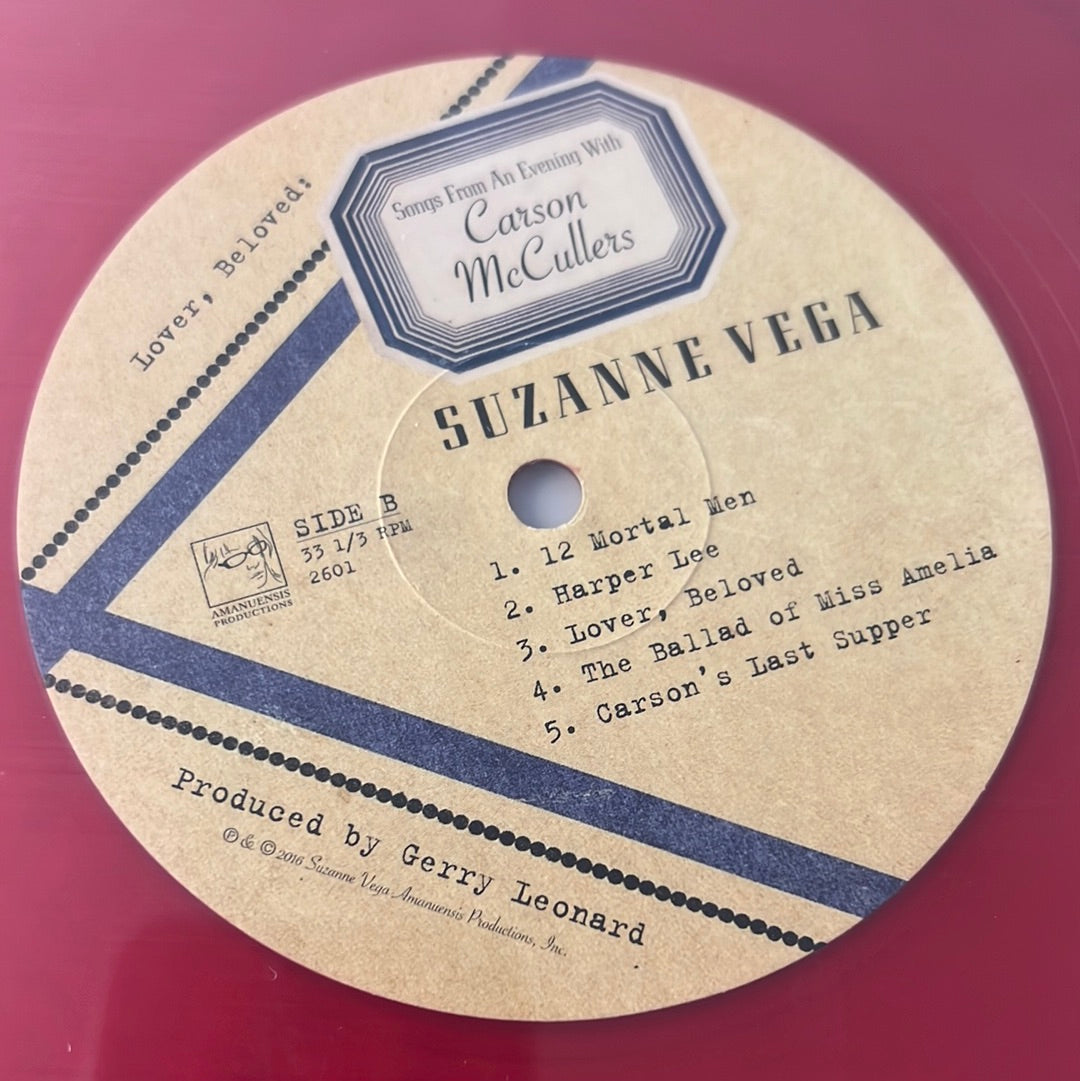 Lover, Beloved:
Songs From An Evening With
Carson
McCullers
SUZANNE VEGA
SIDE B
33 1/3 RPM
2601
AMANUENSIS
PRODUCTIONS
1. 12 Mortal Men
2. Harper Lee
3. Lover, Beloved
4. The Ballad of Miss Amelia
5. Carson's Last Supper
Produced by Gerry Leonard
℗ & © 2016 Suzanne Vega Amanuensis Productions, Inc.